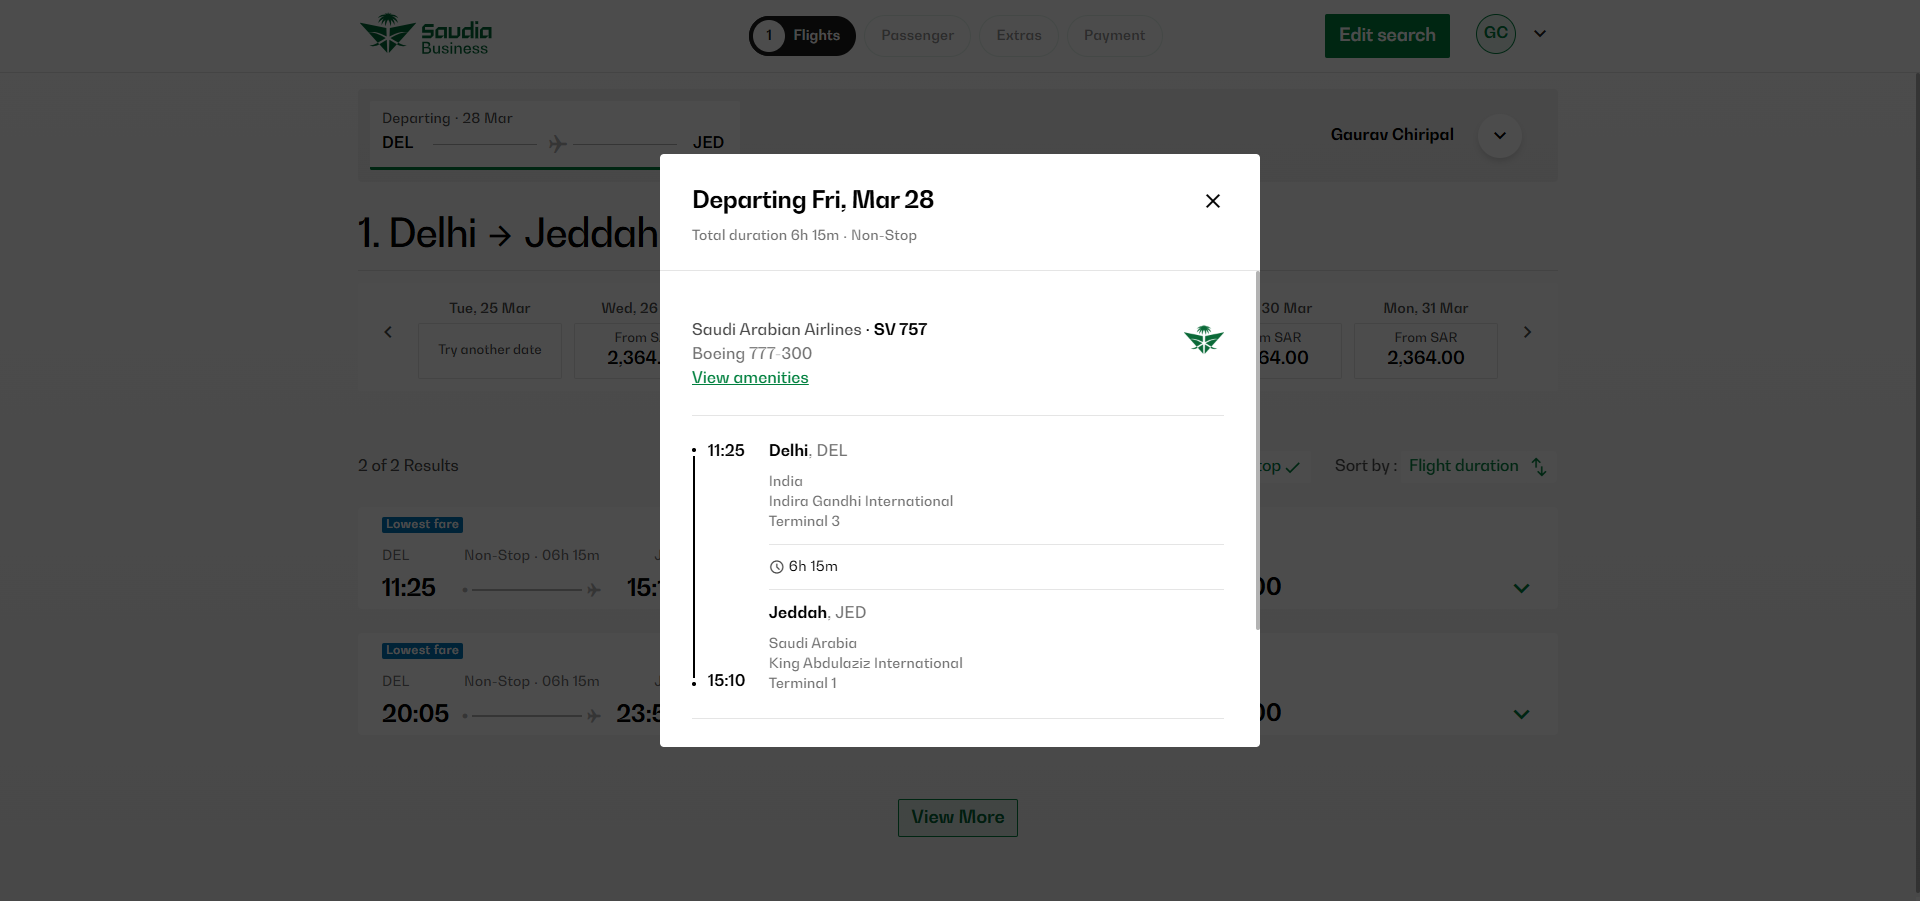 Saudia
Business
1 Flights
Passenger
Extras
Payment
Edit search
GC
Departing · 28 Mar
DEL
JED
Gaurav Chiripal
1. Delhi → Jeddah
Tue, 25 Mar
Try another date
Wed, 26
From S
2,364.
30 Mar
m SAR
64.00
Mon, 31 Mar
From SAR
2,364.00
2 of 2 Results
Sort by :
Flight duration
Lowest fare
DEL
Non-Stop · 06h 15m
11:25
15:
Lowest fare
DEL
Non-Stop · 06h 15m
20:05
23:5
View More
Departing Fri, Mar 28
Total duration 6h 15m · Non-Stop
Saudi Arabian Airlines · SV 757
Boeing 777-300
View amenities
11:25
Delhi, DEL
India
Indira Gandhi International
Terminal 3
6h 15m
Jeddah, JED
Saudi Arabia
King Abdulaziz International
15:10
Terminal 1